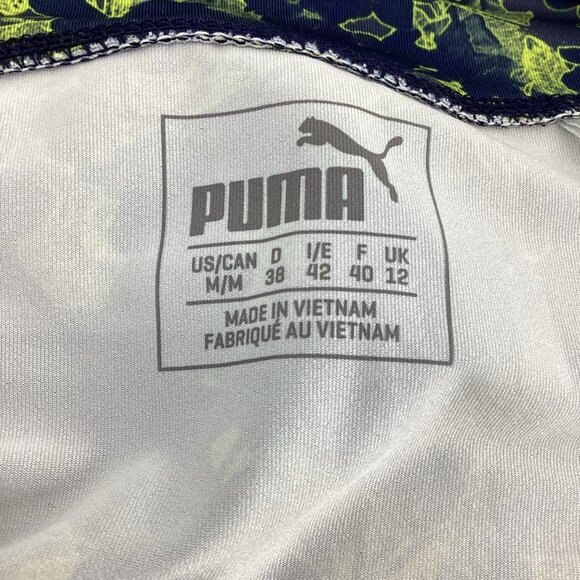 PUMA
US/CAN D I/E F UK
M/M 38 42 40 12
MADE IN VIETNAM
FABRIQUÉ AU VIETNAM